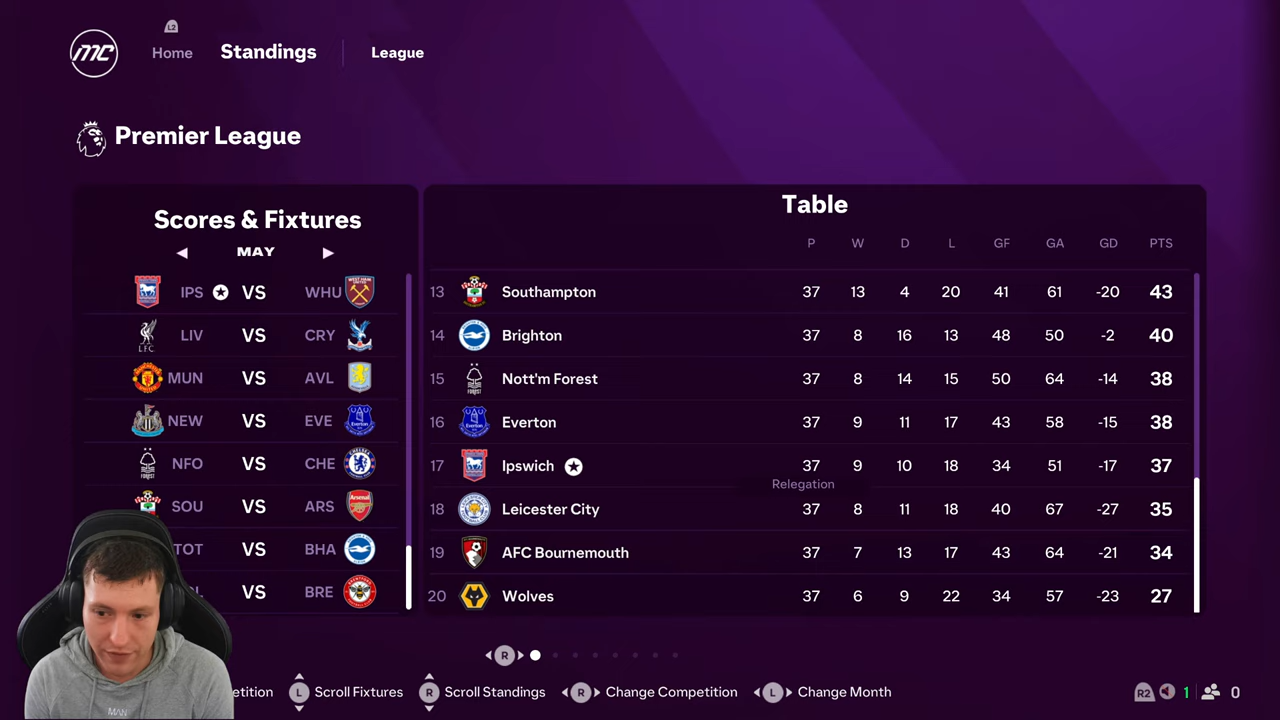 L2
MC Home Standings League
Premier League
Scores & Fixtures
MAY
IPS VS WHU
LIV VS CRY
MUN VS AVL
NEW VS EVE
NFO VS CHE
SOU VS ARS
TOT VS BHA
VS BRE
Table
P W D L GF GA GD PTS
13 Southampton 37 13 4 20 41 61 -20 43
14 Brighton 37 8 16 13 48 50 -2 40
15 Nott'm Forest 37 8 14 15 50 64 -14 38
16 Everton 37 9 11 17 43 58 -15 38
17 Ipswich 37 9 10 18 34 51 -17 37
Relegation
18 Leicester City 37 8 11 18 40 67 -27 35
19 AFC Bournemouth 37 7 13 17 43 64 -21 34
20 Wolves 37 6 9 22 34 57 -23 27
R
etition L Scroll Fixtures R Scroll Standings R Change Competition L Change Month R2 1 0
MAN